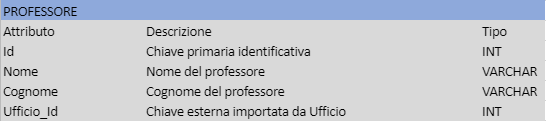 PROFESSORE
Attributo Descrizione Tipo
Id Chiave primaria identificativa INT
Nome Nome del professore VARCHAR
Cognome Cognome del professore VARCHAR
Ufficio_Id Chiave esterna importata da Ufficio INT